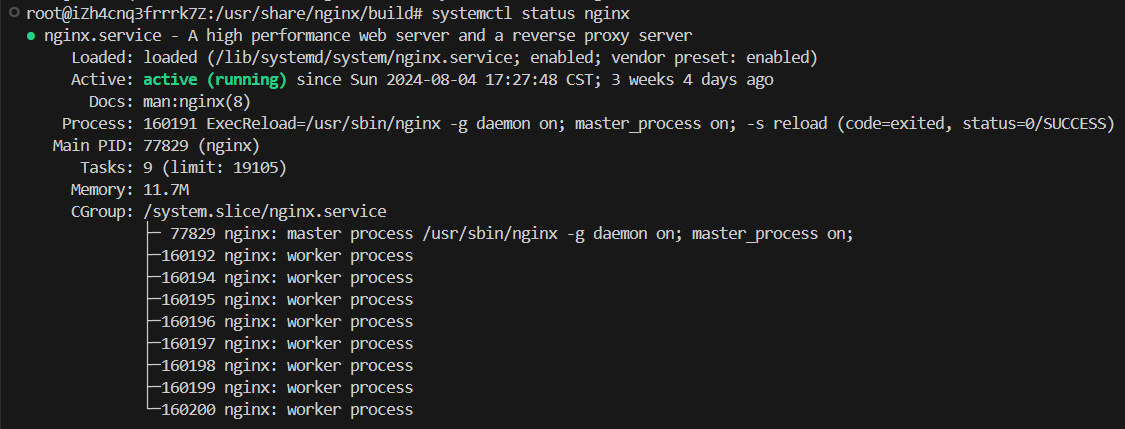 root@iZh4cnq3frrrk7Z:/usr/share/nginx/build# systemctl status nginx
● nginx.service - A high performance web server and a reverse proxy server
Loaded: loaded (/lib/systemd/system/nginx.service; enabled; vendor preset: enabled)
Active: active (running) since Sun 2024-08-04 17:27:48 CST; 3 weeks 4 days ago
Docs: man:nginx(8)
Process: 160191 ExecReload=/usr/sbin/nginx -g daemon on; master_process on; -s reload (code=exited, status=0/SUCCESS)
Main PID: 77829 (nginx)
Tasks: 9 (limit: 19105)
Memory: 11.7M
CGroup: /system.slice/nginx.service
├─ 77829 nginx: master process /usr/sbin/nginx -g daemon on; master_process on;
├─160192 nginx: worker process
├─160194 nginx: worker process
├─160195 nginx: worker process
├─160196 nginx: worker process
├─160197 nginx: worker process
├─160198 nginx: worker process
├─160199 nginx: worker process
└─160200 nginx: worker process